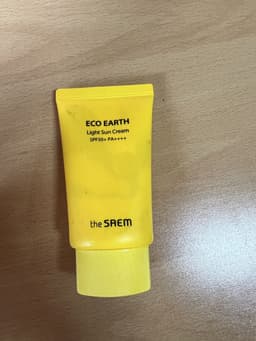 ECO EARTH
Light Sun Cream
SPF50+ PA++++
the SAEM